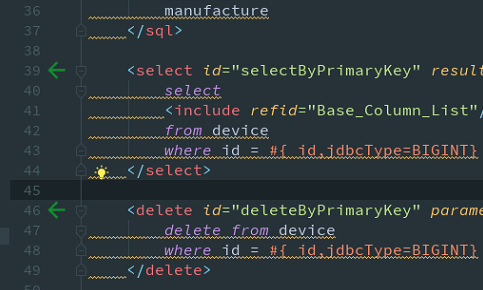 36 manufacture
37 </sql>
38
39 <select id="selectByPrimaryKey" result
40 select
41 <include refid="Base_Column_List"/
42 from device
43 where id = #{ id,jdbcType=BIGINT}
44 </select>
45
46 <delete id="deleteByPrimaryKey" parame
47 delete from device
48 where id = #{ id,jdbcType=BIGINT}
49 </delete>